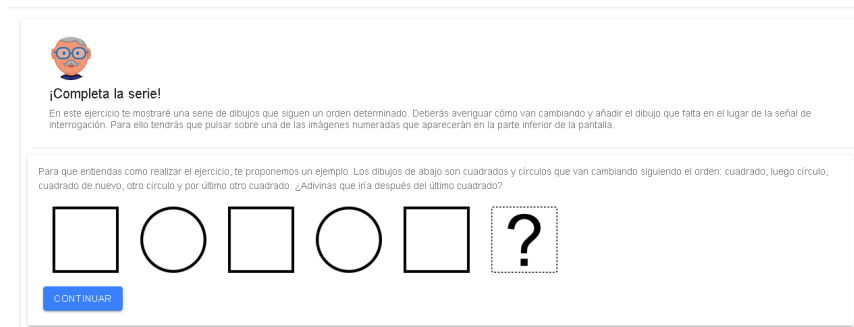 ¡Completa la serie!
En este ejercicio te mostraré una serie de dibujos que siguen un orden determinado. Deberás averiguar cómo van cambiando y añadir el dibujo que falta en el lugar de la señal de
interrogación. Para ello tendrás que pulsar sobre una de las imágenes numeradas que aparecerán en la parte inferior de la pantalla.
Para que entiendas como realizar el ejercicio, te proponemos un ejemplo. Los dibujos de abajo son cuadrados y círculos que van cambiando siguiendo el orden: cuadrado, luego círculo,
cuadrado de nuevo, otro círculo y por último otro cuadrado. ¿Adivinas que iría después del último cuadrado?
?
CONTINUAR